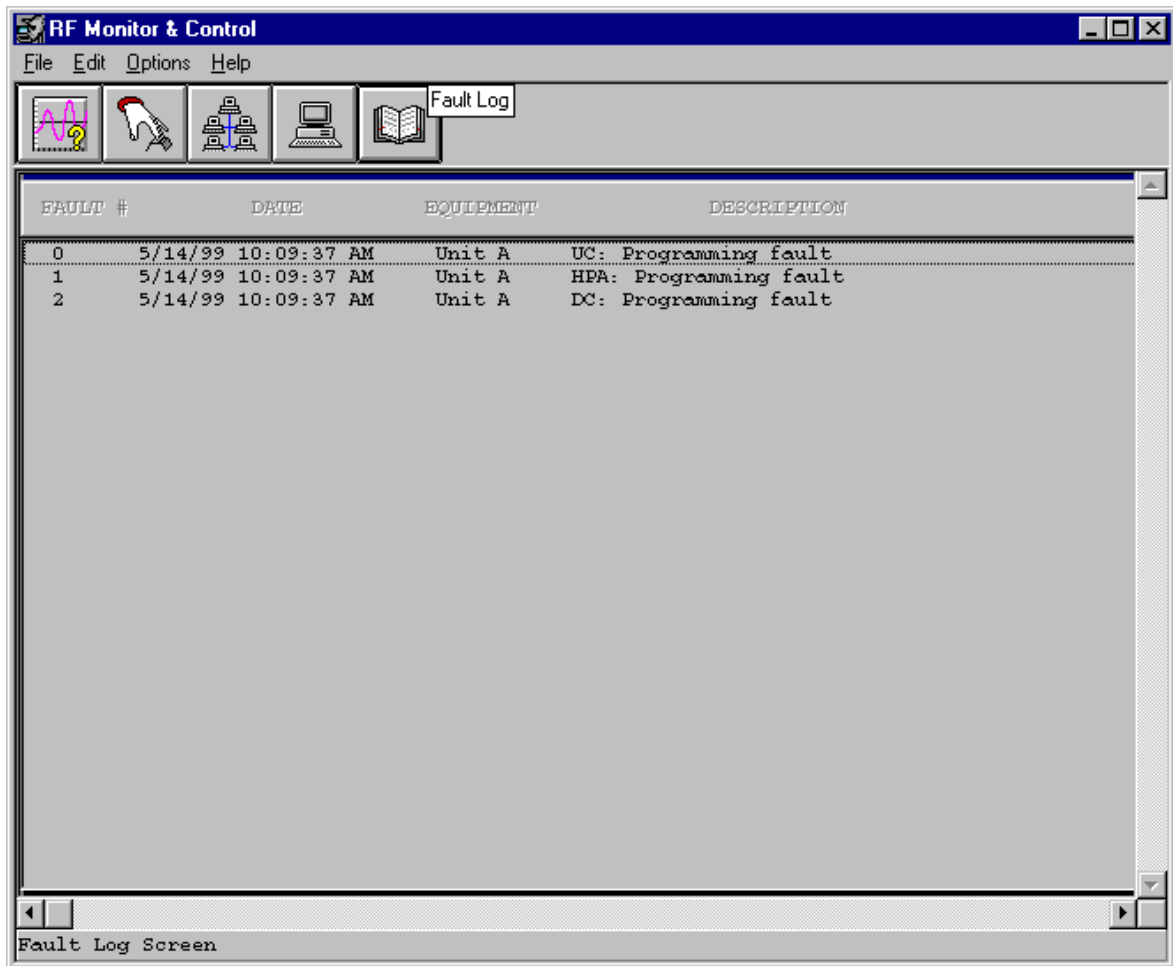 RF Monitor & Control
File Edit Options Help
Fault Log
FAULT # DATE EQUIPMENT DESCRIPTION
0 5/14/99 10:09:37 AM Unit A UC: Programming fault
1 5/14/99 10:09:37 AM Unit A HPA: Programming fault
2 5/14/99 10:09:37 AM Unit A DC: Programming fault
Fault Log Screen